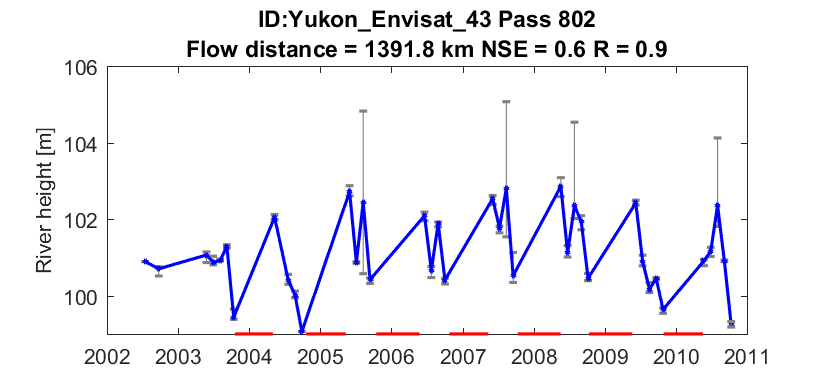 ID:Yukon_Envisat_43 Pass 802
Flow distance = 1391.8 km NSE = 0.6 R = 0.9
River height [m]
106
104
102
100
2002 2003 2004 2005 2006 2007 2008 2009 2010 2011